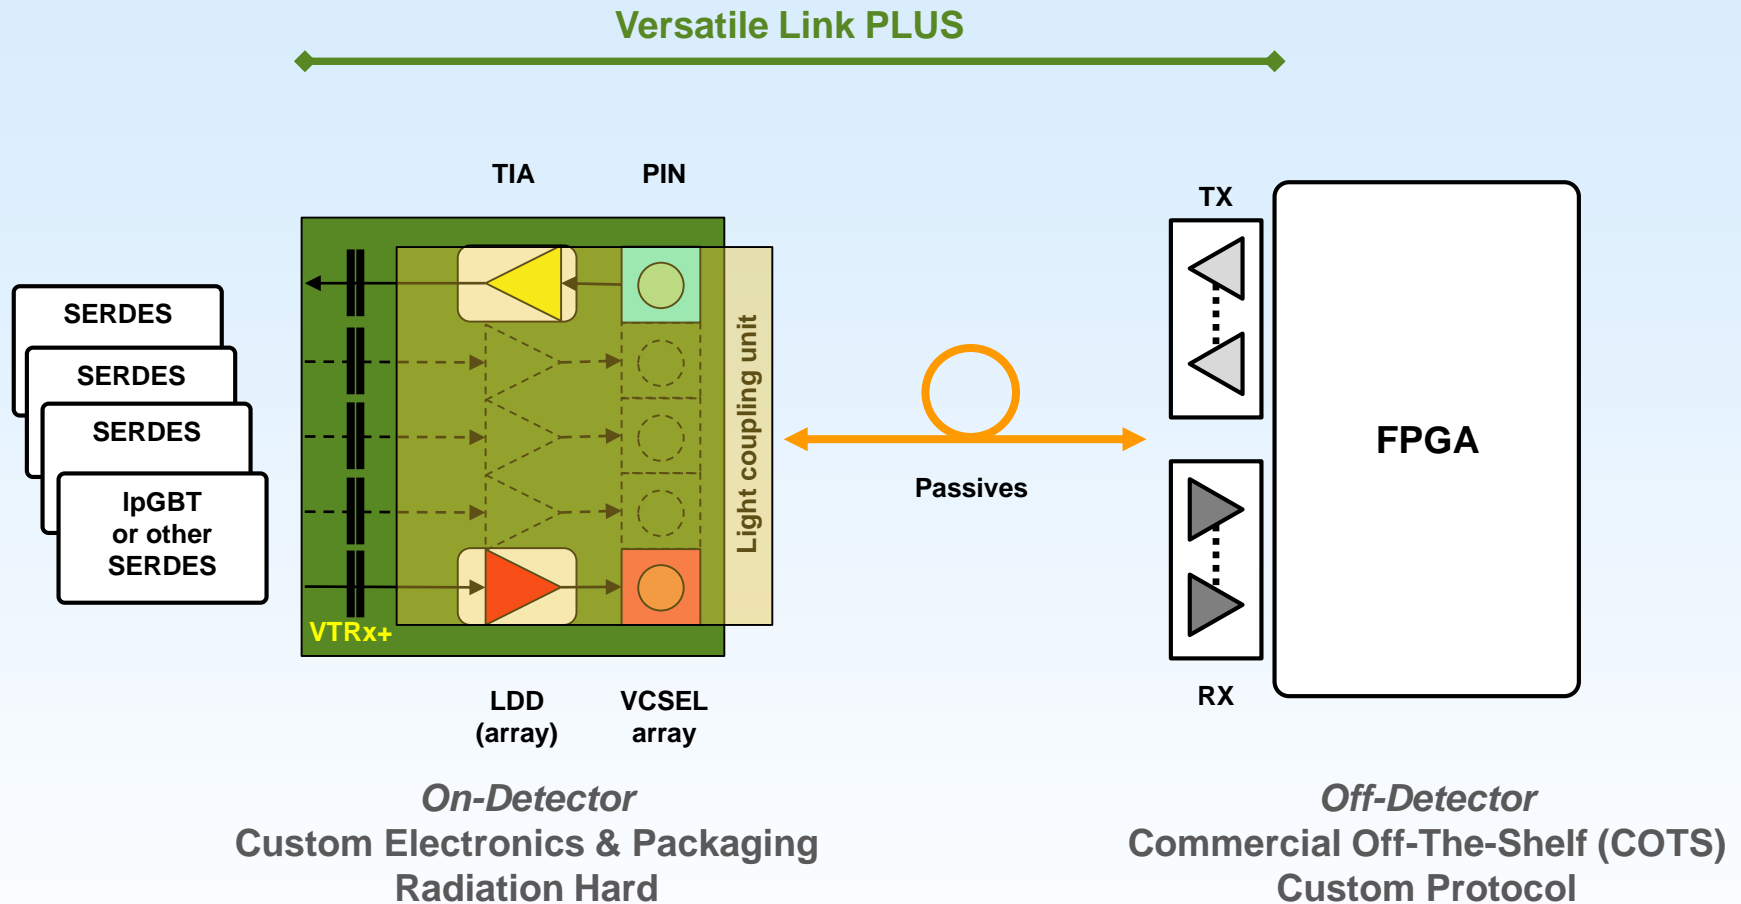 Versatile Link PLUS
TIA
PIN
TX
SERDES
SERDES
SERDES
lpGBT
or other
SERDES
Light coupling unit
Passives
FPGA
VTRx+
RX
LDD
(array)
VCSEL
array
On-Detector
Custom Electronics & Packaging
Radiation Hard
Off-Detector
Commercial Off-The-Shelf (COTS)
Custom Protocol